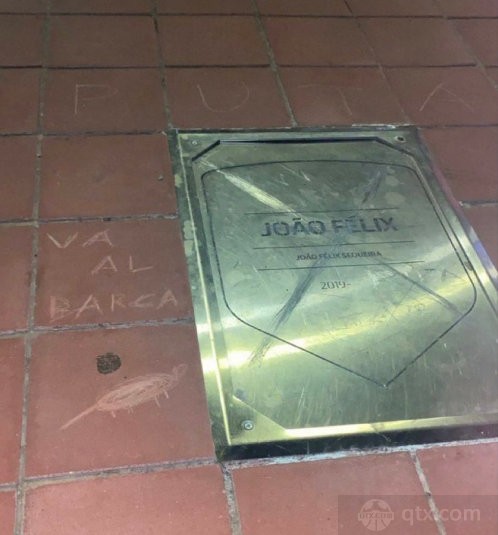 PUTA
JOÃO FÉLIX
JOÃO FÉLIX SEQUEIRA
2019-
VA
AL
BARCA
qtx.com